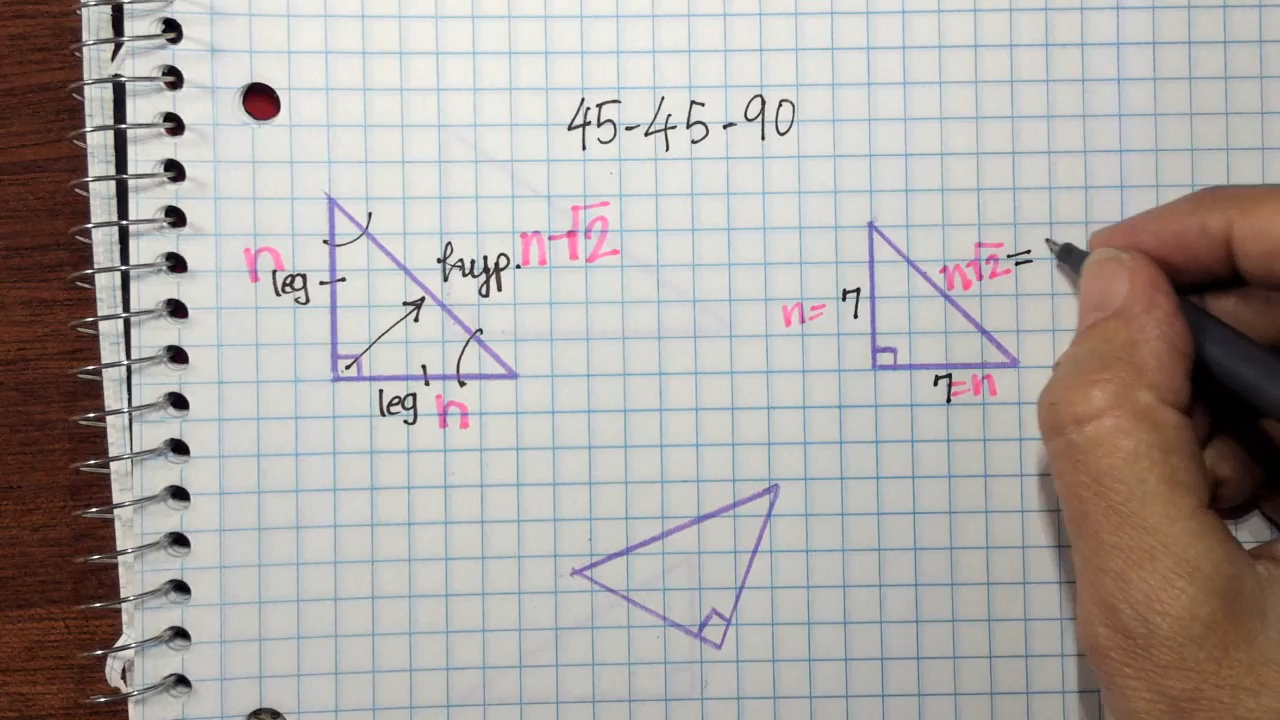 45-45-90
n
leg
hyp. n√2
leg n
n√2 =
n= 7
7=n